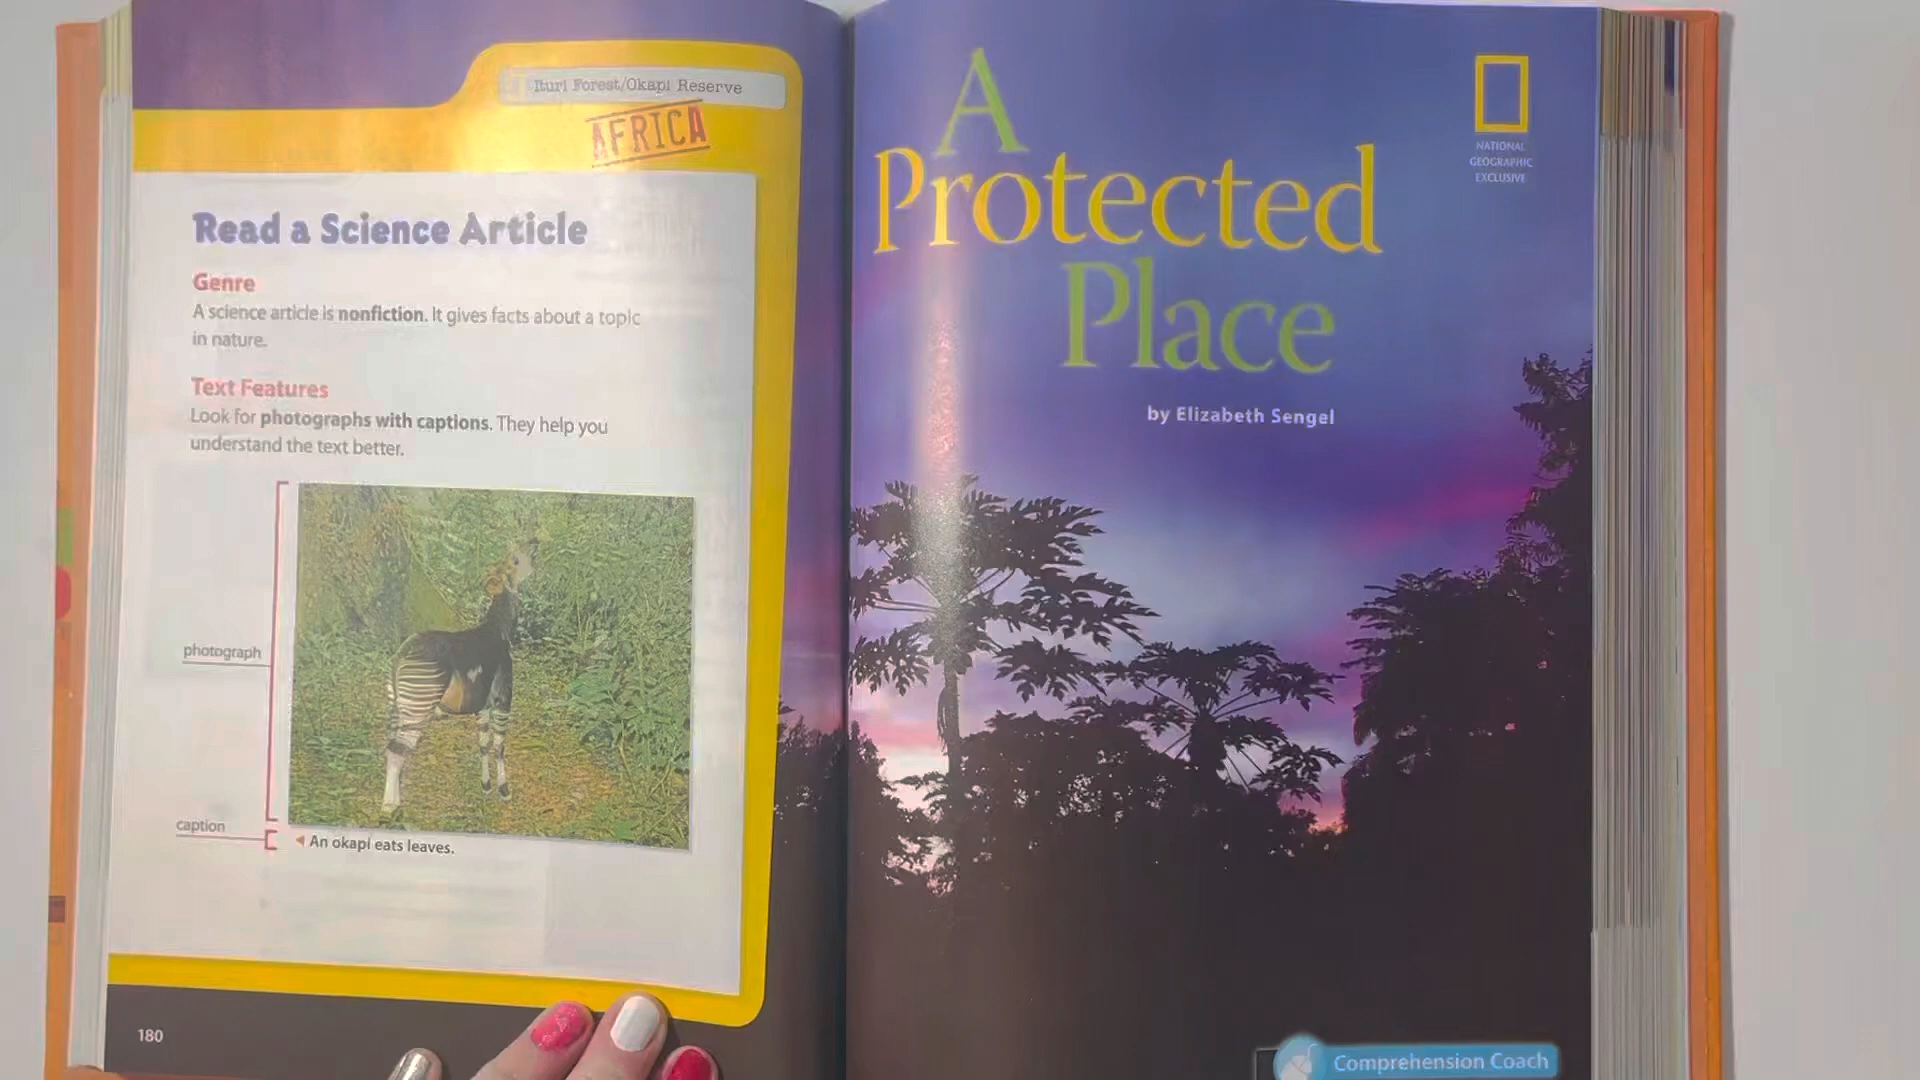 Ituri Forest/Okapi Reserve
AFRICA
Read a Science Article
Genre
A science article is nonfiction. It gives facts about a topic
in nature.
Text Features
Look for photographs with captions. They help you
understand the text better.
photograph
caption
An okapi eats leaves.
180
A
Protected
Place
by Elizabeth Sengel
NATIONAL
GEOGRAPHIC
EXCLUSIVE
Comprehension Coach